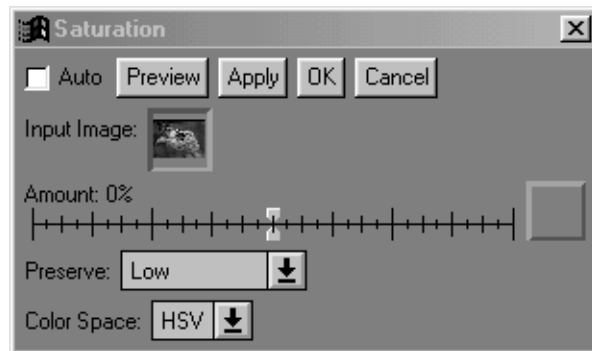 Saturation
Auto Preview Apply OK Cancel
Input Image:
Amount: 0%
Preserve: Low
Color Space: HSV